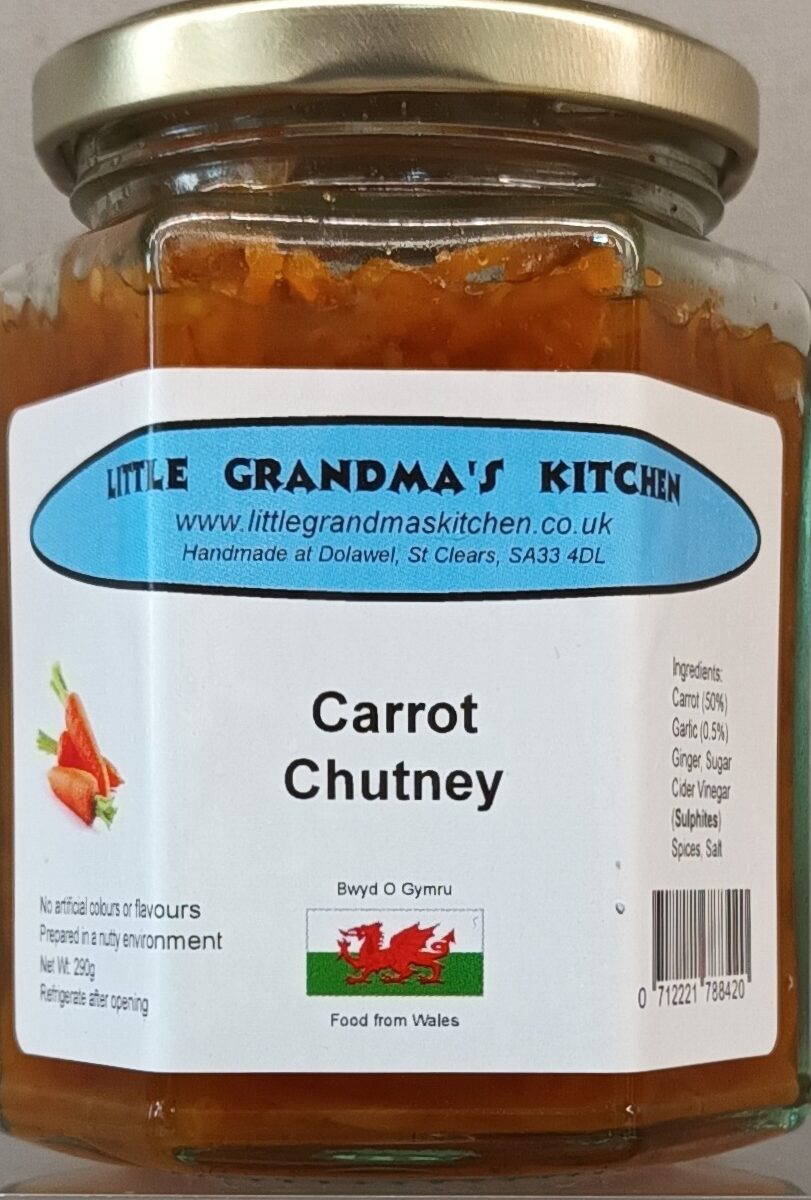 LITTLE GRANDMA'S KITCHEN
www.littlegrandmaskitchen.co.uk
Handmade at Dolawel, St Clears, SA33 4DL
Carrot
Chutney
Ingredients:
Carrot (50%)
Garlic (0.5%)
Ginger, Sugar
Cider Vinegar
(Sulphites)
Spices, Salt
No artificial colours or flavours
Prepared in a nutty environment
Net Wt: 290g
Refrigerate after opening
Bwyd O Gymru
Food from Wales
0 712221 788420